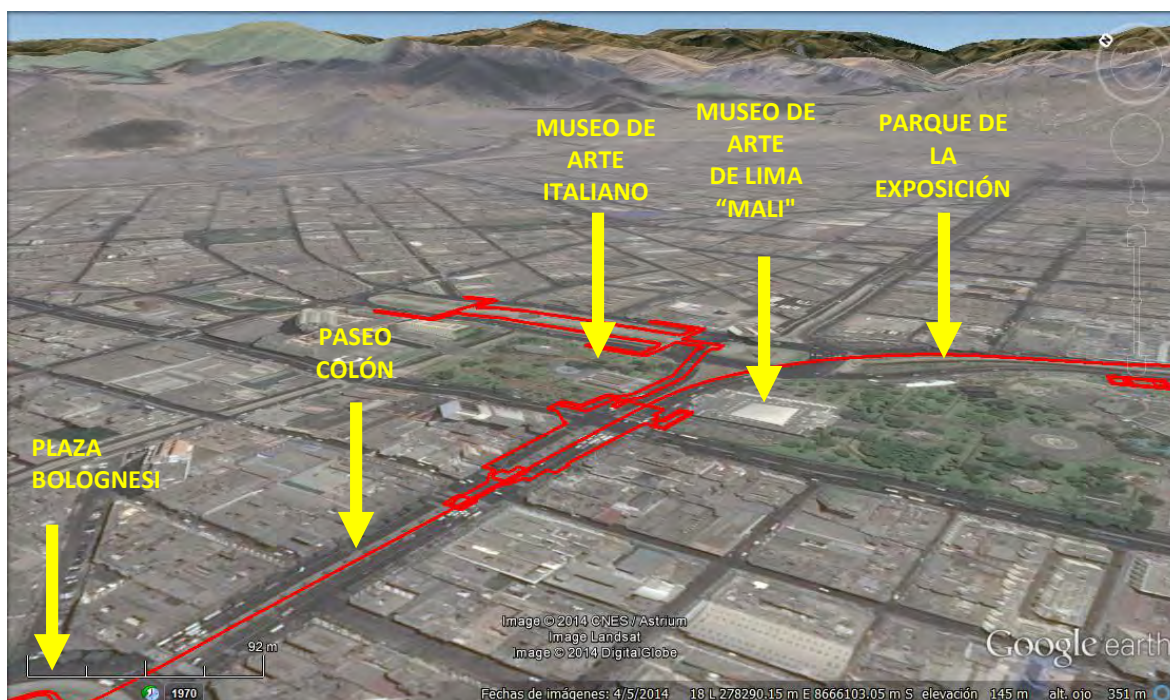 MUSEO DE
ARTE
ITALIANO
MUSEO DE
ARTE
DE LIMA
“MALI"
PARQUE DE
LA
EXPOSICIÓN
PASEO
COLÓN
PLAZA
BOLOGNESI
92 m
Image © 2014 CNES / Astrium
Image Landsat
Image © 2014 DigitalGlobe
Google earth
1970
Fechas de imágenes: 4/5/2014 18 L 278290.15 m E 8666103.05 m S elevación 145 m alt. ojo 351 m